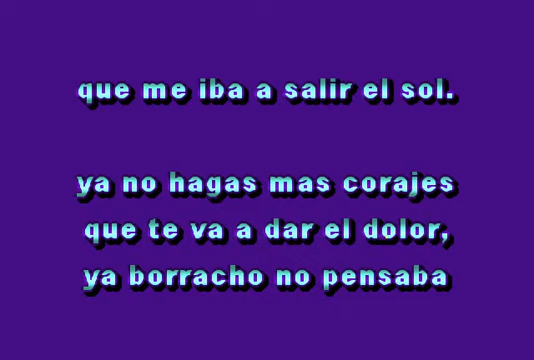 que me iba a salir el sol.
ya no hagas mas corajes
que te va a dar el dolor,
ya borracho no pensaba